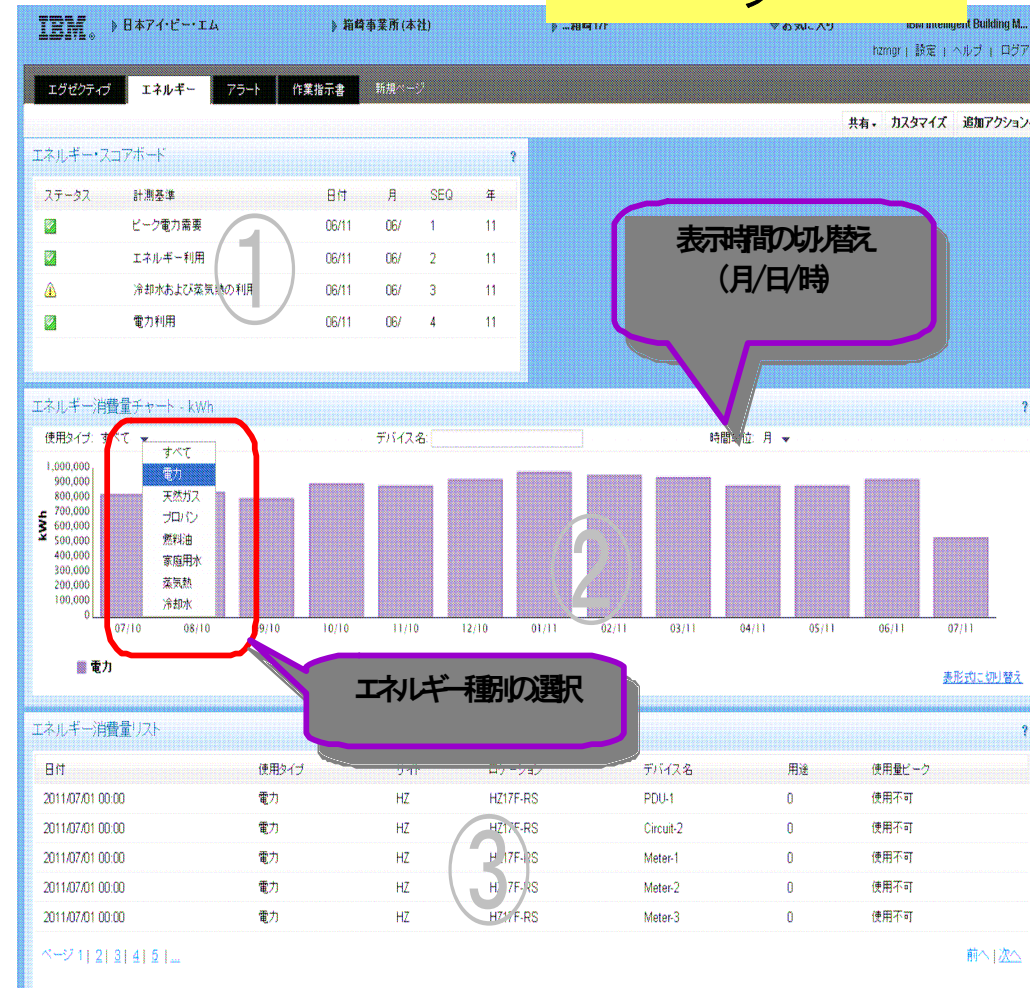 IBM® 日本アイ・ビー・エム 箱崎事業所(本社) ...箱崎17F お気に入り IBM Intelligent Building M...
hzmgr | 設定 | ヘルプ | ログア
エグゼクティブ エネルギー アラート 作業指示書 新規ページ
共有 カスタマイズ 追加アクション
エネルギー・スコアボード ?
ステータス 計測基準 日付 月 SEQ 年
ピーク電力需要 06/11 06/ 1 11
エネルギー利用 06/11 06/ 2 11
冷却水および蒸気熱の利用 06/11 06/ 3 11
電力利用 06/11 06/ 4 11
①
表示時間の切り替え
(月/日/時)
エネルギー消費量チャート - kWh ?
使用タイプ: すべて デバイス名 時間単位: 月
すべて
電力
天然ガス
プロパン
燃料油
家庭用水
蒸気熱
冷却水
kWh
1,000,000
900,000
800,000
700,000
600,000
500,000
400,000
300,000
200,000
100,000
0
07/10 08/10 09/10 10/10 11/10 12/10 01/11 02/11 03/11 04/11 05/11 06/11 07/11
②
電力
表形式に切り替え
エネルギー種別の選択
エネルギー消費量リスト ?
日付 使用タイプ サイト ロケーション デバイス名 用途 使用量ピーク
2011/07/01 00:00 電力 HZ HZ17F-RS PDU-1 0 使用不可
2011/07/01 00:00 電力 HZ HZ17F-RS Circuit-2 0 使用不可
2011/07/01 00:00 電力 HZ HZ17F-RS Meter-1 0 使用不可
2011/07/01 00:00 電力 HZ HZ17F-RS Meter-2 0 使用不可
2011/07/01 00:00 電力 HZ HZ17F-RS Meter-3 0 使用不可
③
ページ 1 | 2 | 3 | 4 | 5 | ... 前へ | 次へ